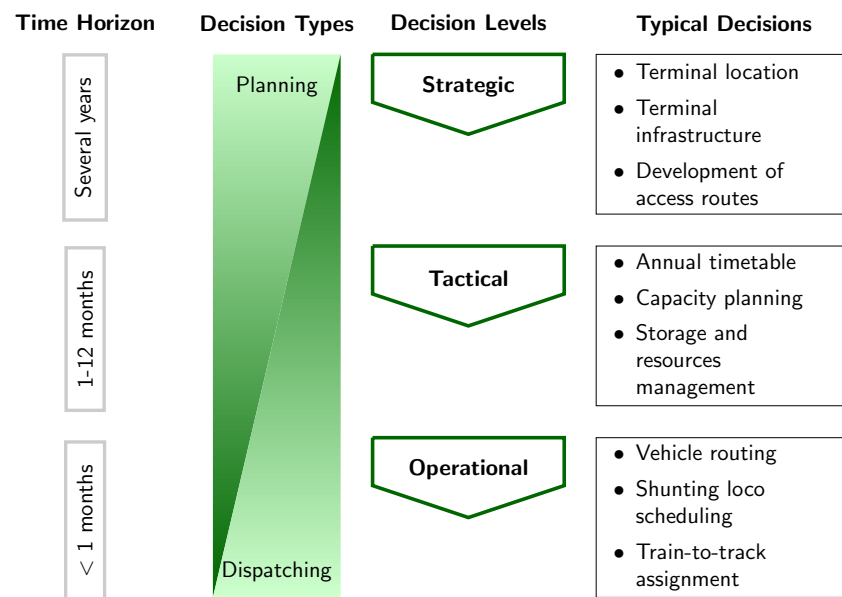 Time Horizon
Decision Types
Decision Levels
Typical Decisions
Several years
Planning
Strategic
• Terminal location
• Terminal
infrastructure
• Development of
access routes
1-12 months
Tactical
• Annual timetable
• Capacity planning
• Storage and
resources
management
< 1 months
Dispatching
Operational
• Vehicle routing
• Shunting loco
scheduling
• Train-to-track
assignment